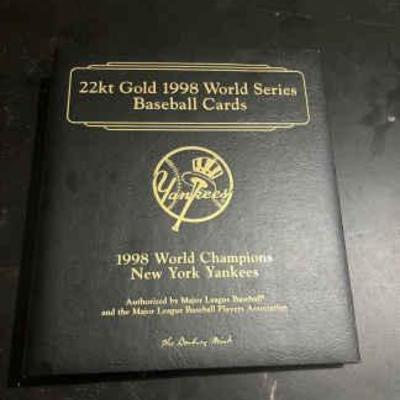 22kt Gold 1998 World Series
Baseball Cards
Yankees
1998 World Champions
New York Yankees
Authorized by Major League Baseball®
and the Major League Baseball Players Association
The Danbury Mint